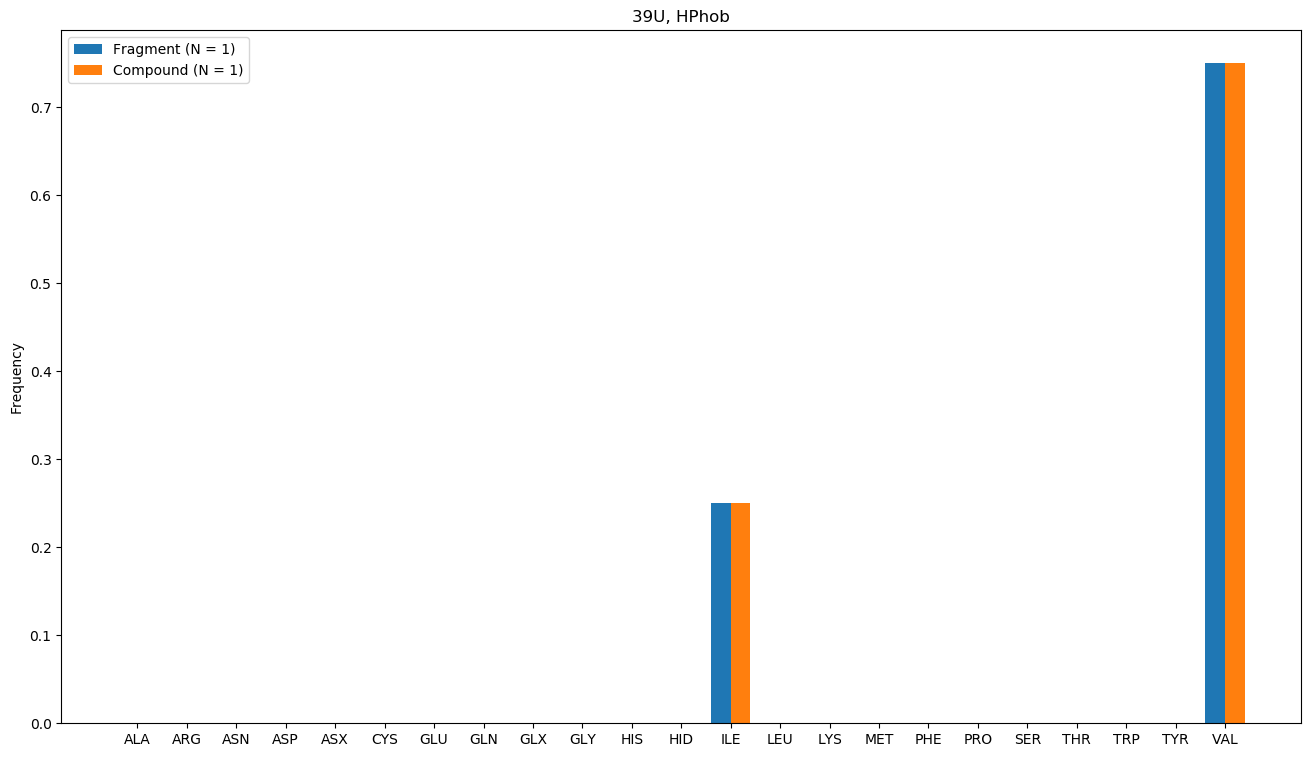 39U, HPhob
Fragment (N = 1)
Compound (N = 1)
Frequency
0.7
0.6
0.5
0.4
0.3
0.2
0.1
0.0
ALA ARG ASN ASP ASX CYS GLU GLN GLX GLY HIS HID ILE LEU LYS MET PHE PRO SER THR TRP TYR VAL